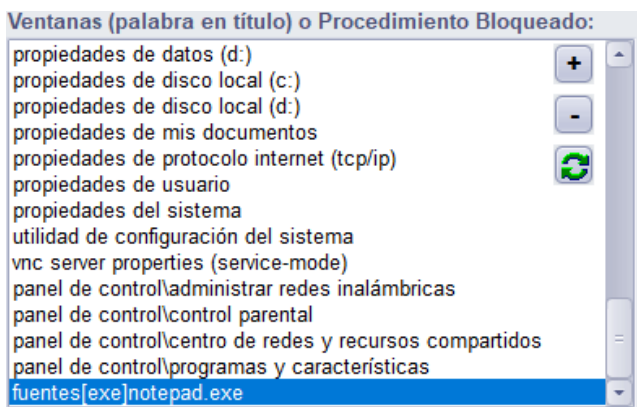 Ventanas (palabra en título) o Procedimiento Bloqueado:
propiedades de datos (d:)
propiedades de disco local (c:)
propiedades de disco local (d:)
propiedades de mis documentos
propiedades de protocolo internet (tcp/ip)
propiedades de usuario
propiedades del sistema
utilidad de configuración del sistema
vnc server properties (service-mode)
panel de control\administrar redes inalámbricas
panel de control\control parental
panel de control\centro de redes y recursos compartidos
panel de control\programas y características
fuentes[exe]notepad.exe
+
-